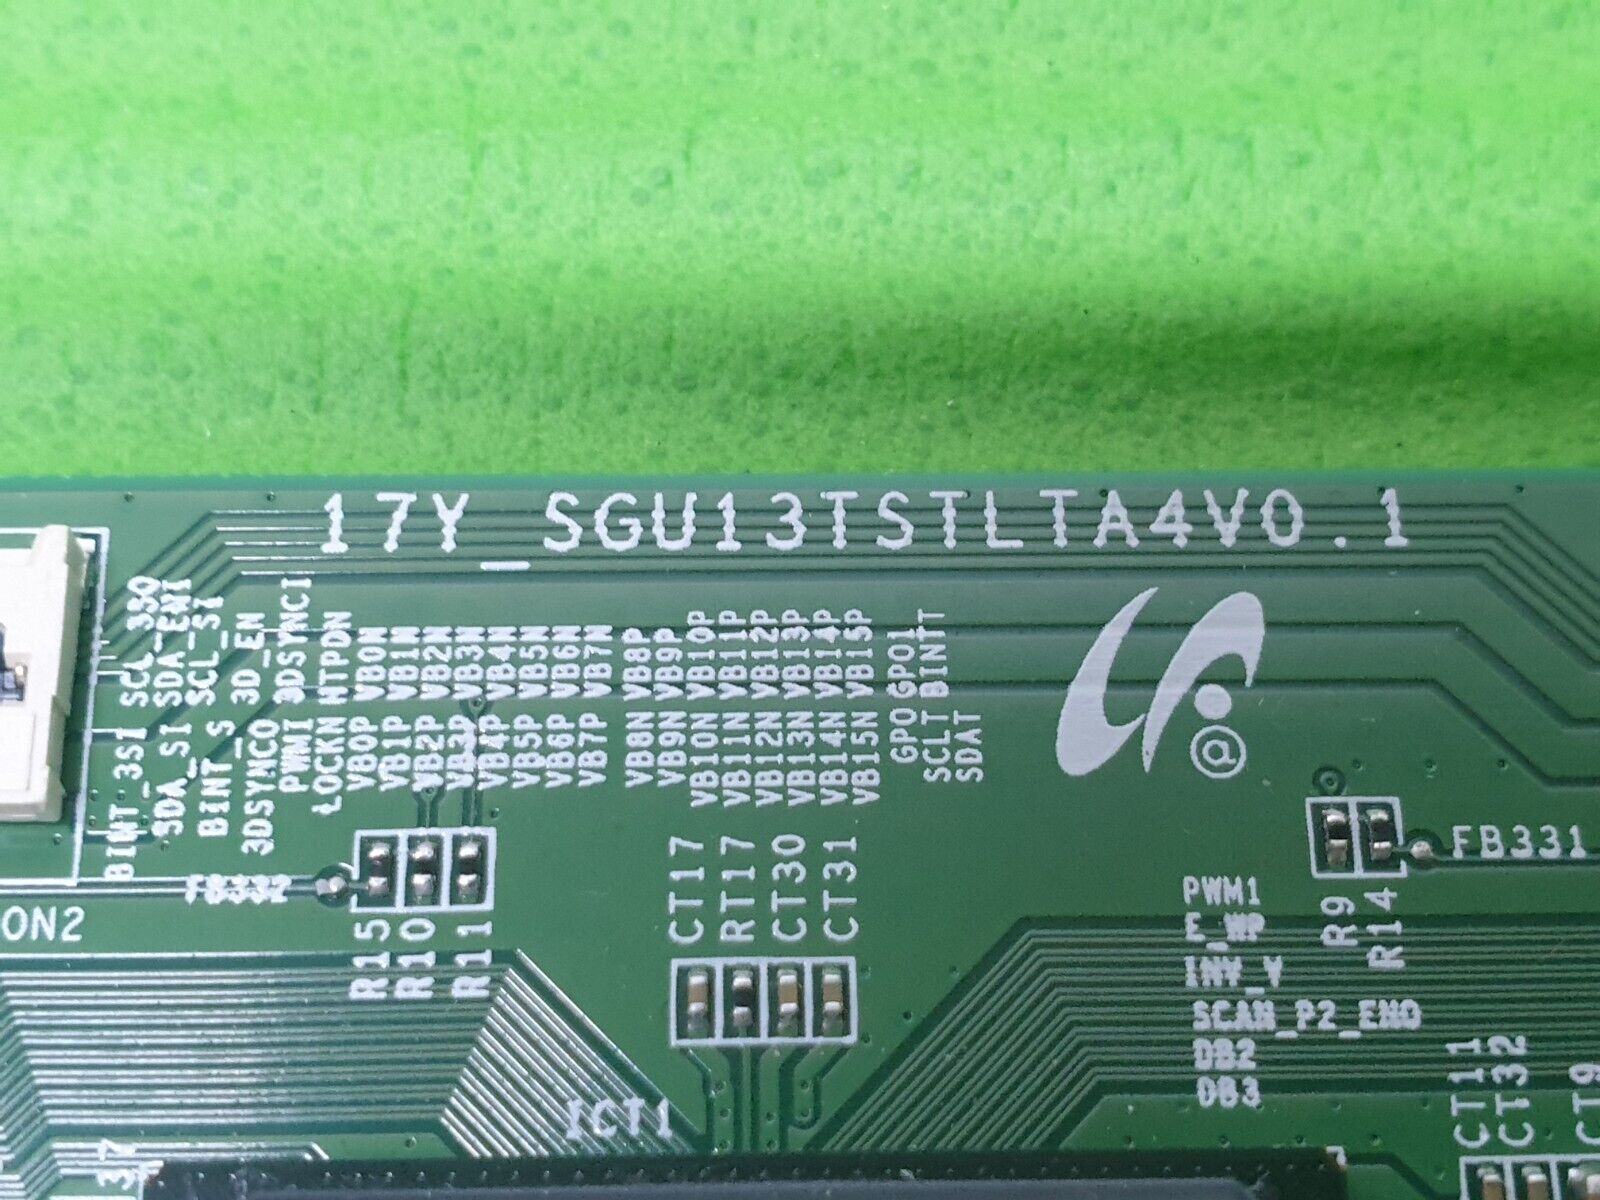 17Y_SGU13TSTLTA4V0.1
BINT_3SI SCL_3SO
SDA_SI SDA_ENI
BINT_S SCL_SI
3DSYNCO 3D_EN
PWMI 3DSYNCI
LOCKN HTPDN
VB0P VB0N
VB1P VB1N
VB2P VB2N
VB3P VB3N
VB4P VB4N
VB5P VB5N
VB6P VB6N
VB7P VB7N
VB8N VB8P
VB9N VB9P
VB10N VB10P
VB11N VB11P
VB12N VB12P
VB13N VB13P
VB14N VB14P
VB15N VB15P
GPO GPO1
SCLT BINTT
SDAT
@
FB332
ON2
R15
R10
R11
CT17
RT17
CT30
CT31
FB331
R9
R14
PWM1
E_WP
INV_V
SCAN_P2_ENO
DB2
DB3
ICT1
37
CT11
CT32
CT9